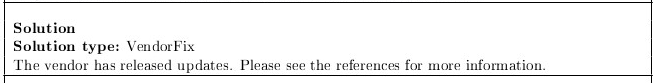 Solution
Solution type: VendorFix
The vendor has released updates. Please see the references for more information.